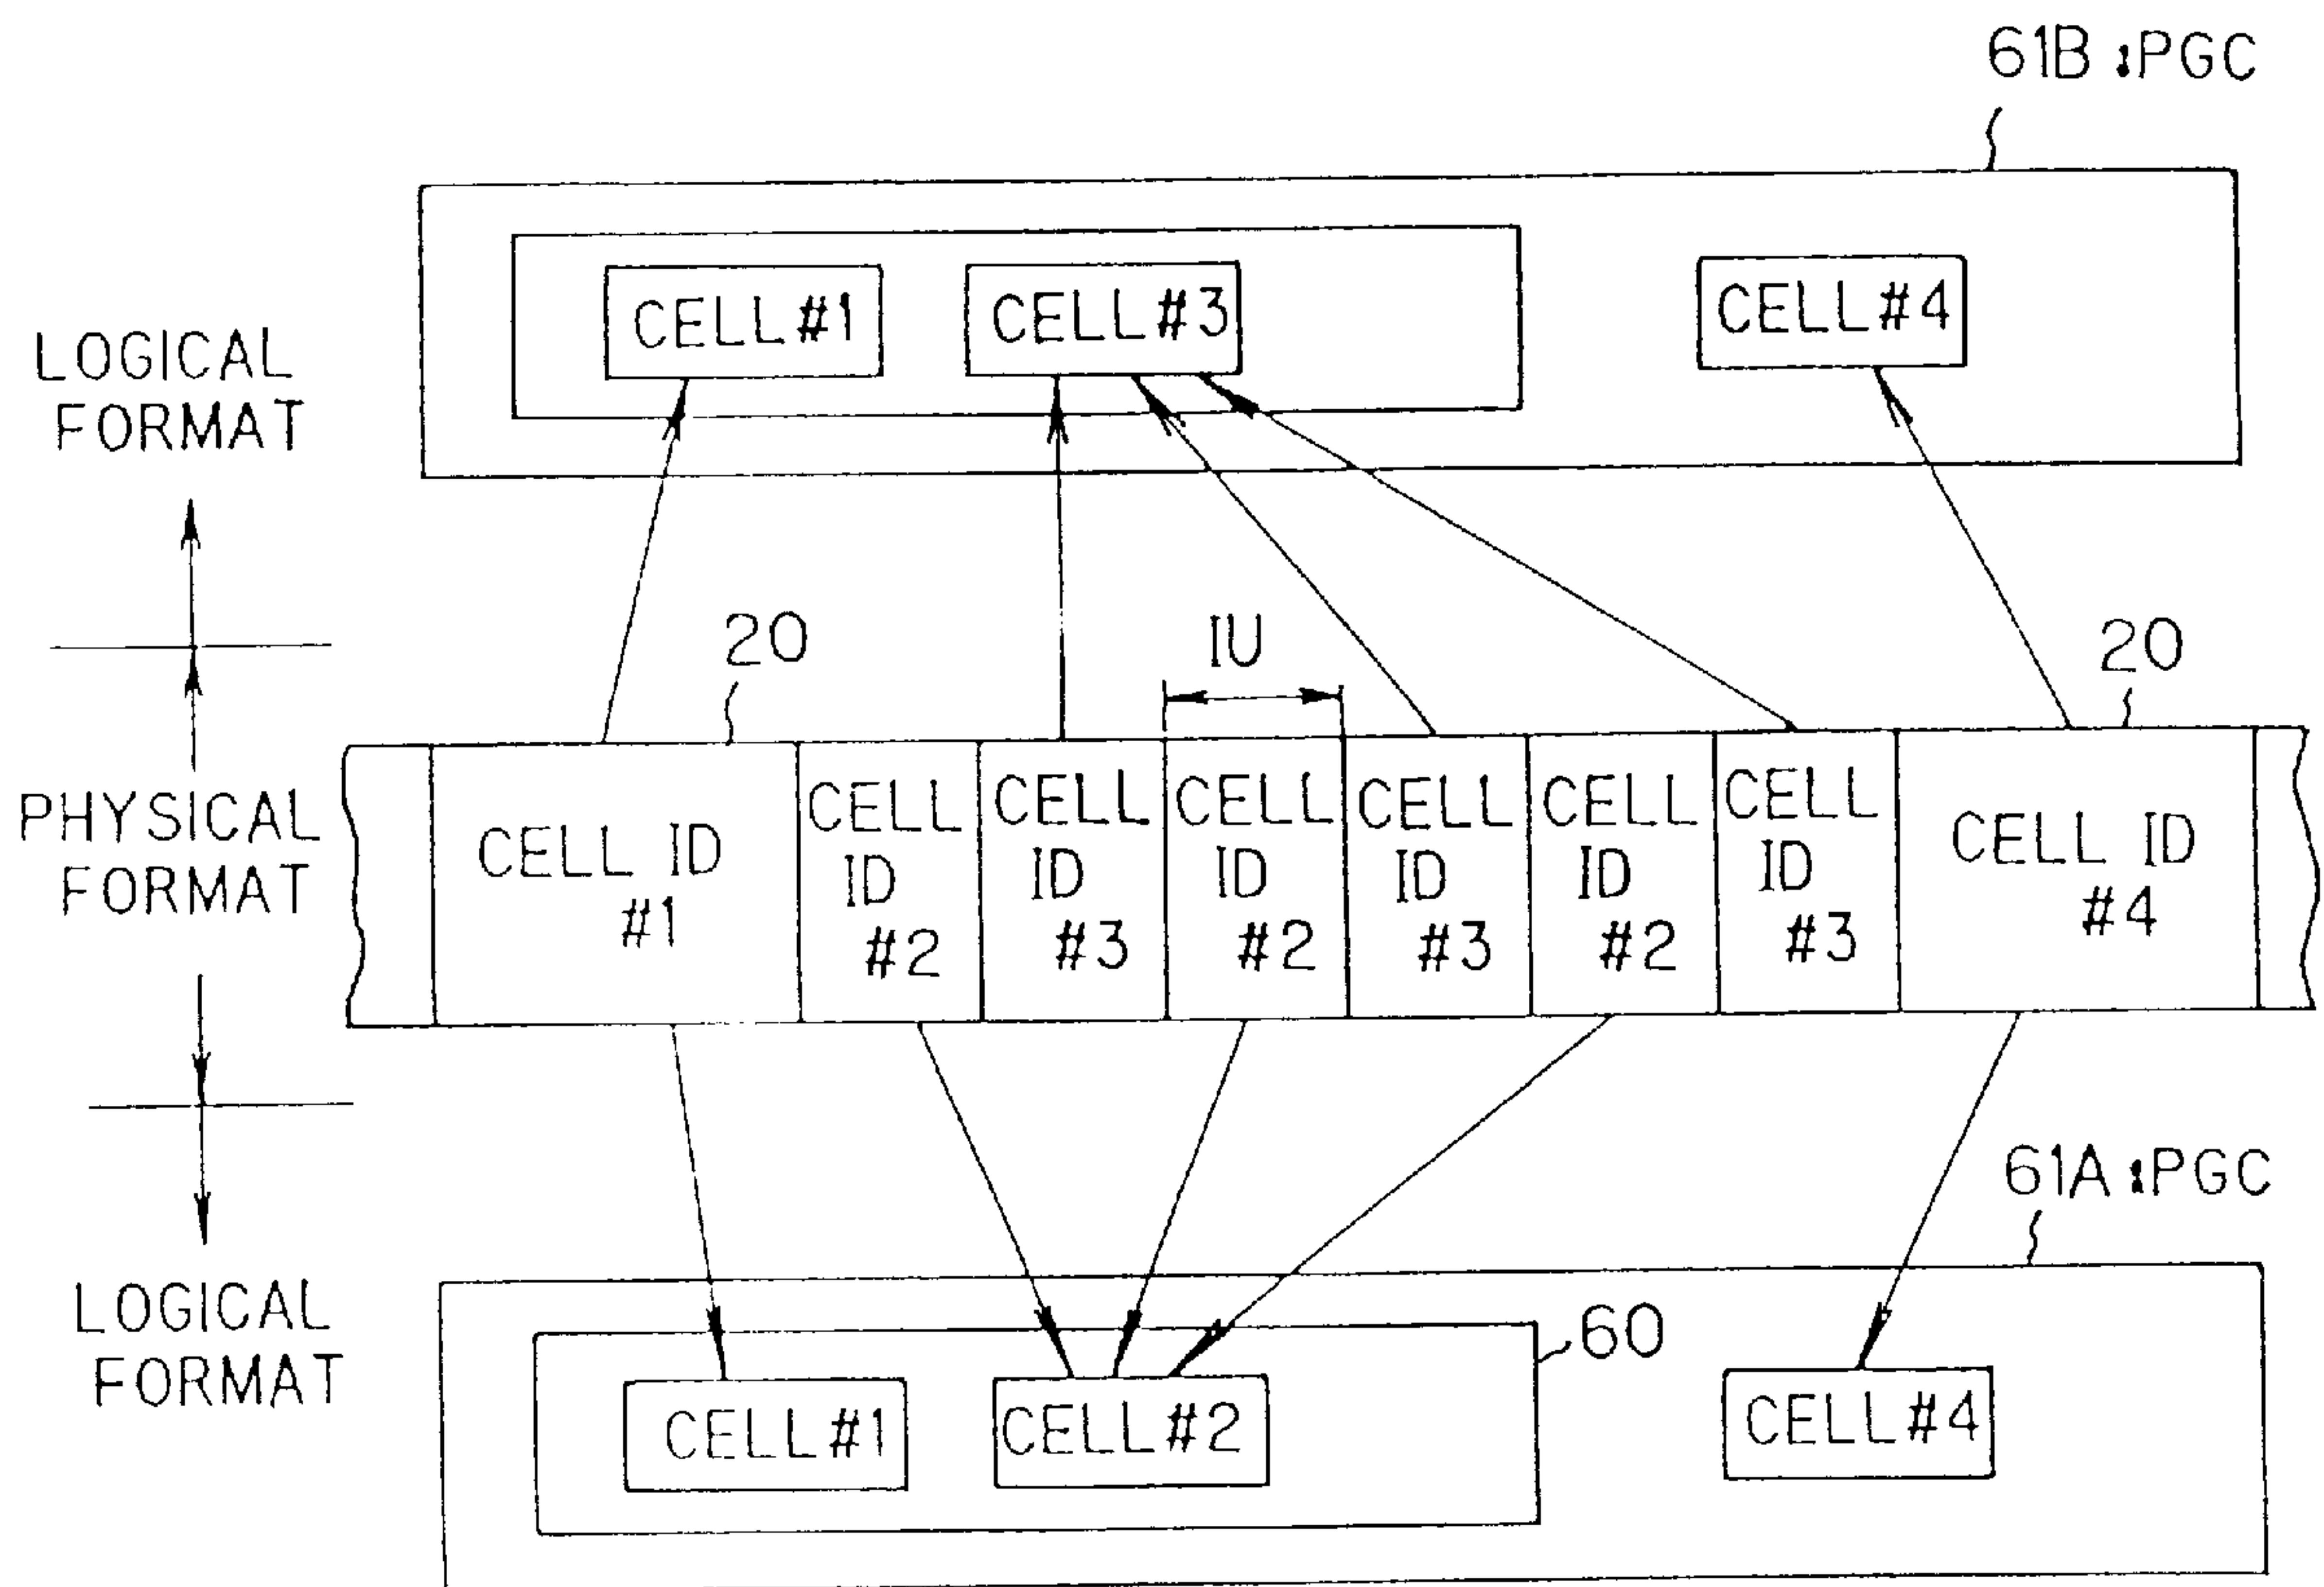 61B :PGC
CELL#1
CELL#3
CELL#4
LOGICAL
FORMAT
20
IU
20
PHYSICAL
FORMAT
CELL ID
#1
CELL
ID
#2
CELL
ID
#3
CELL
ID
#2
CELL
ID
#3
CELL
ID
#2
CELL
ID
#3
CELL ID
#4
61A :PGC
LOGICAL
FORMAT
60
CELL#1
CELL#2
CELL#4